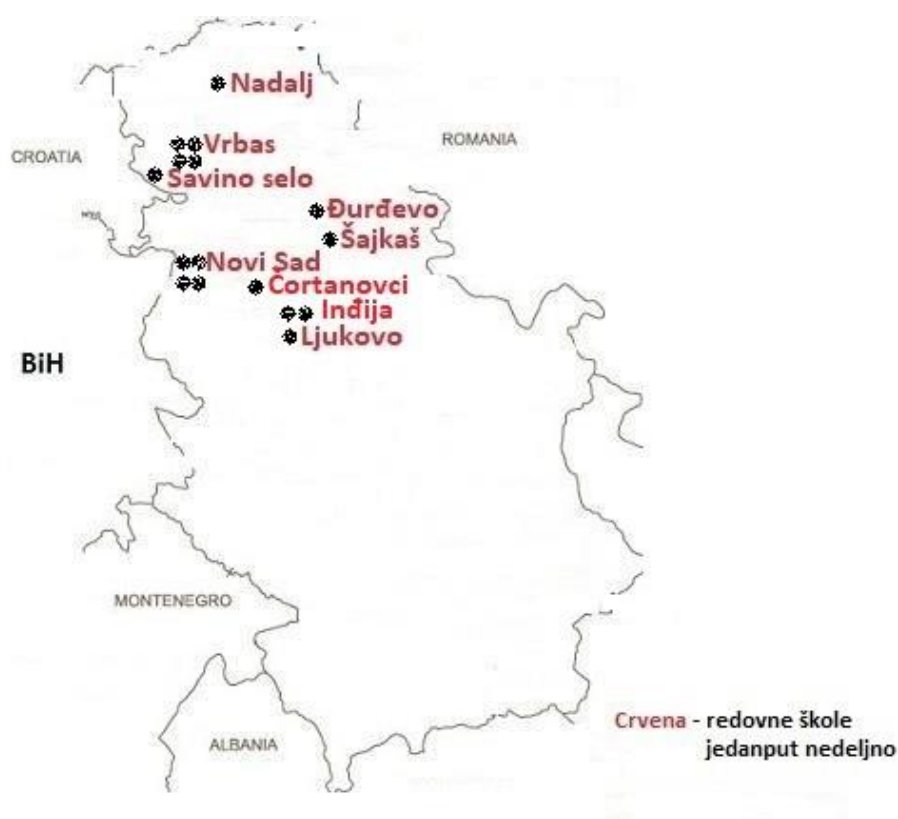 Nadalj
CROATIA
ROMANIA
Vrbas
Savino selo
Đurđevo
Šajkaš
Novi Sad
Čortanovci
Inđija
Ljukovo
BiH
MONTENEGRO
ALBANIA
Crvena - redovne škole
jedanput nedeljno